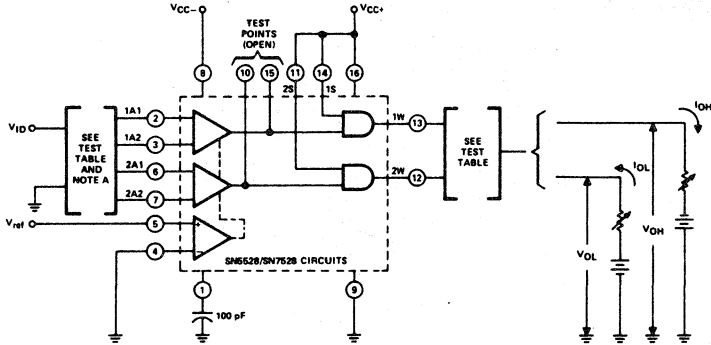 VCC-
TEST
POINTS
(OPEN)
VCC+
8
10
15
11
14
16
2S
1S
VID
SEE
TEST
TABLE
AND
NOTE A
1A1
2
1A2
3
2A1
6
2A2
7
Vref
5
+
4
-
1W
13
2W
12
SEE
TEST
TABLE
IOH
IOL
VOL
VOH
SN5528/SN7528 CIRCUITS
1
9
100 pF